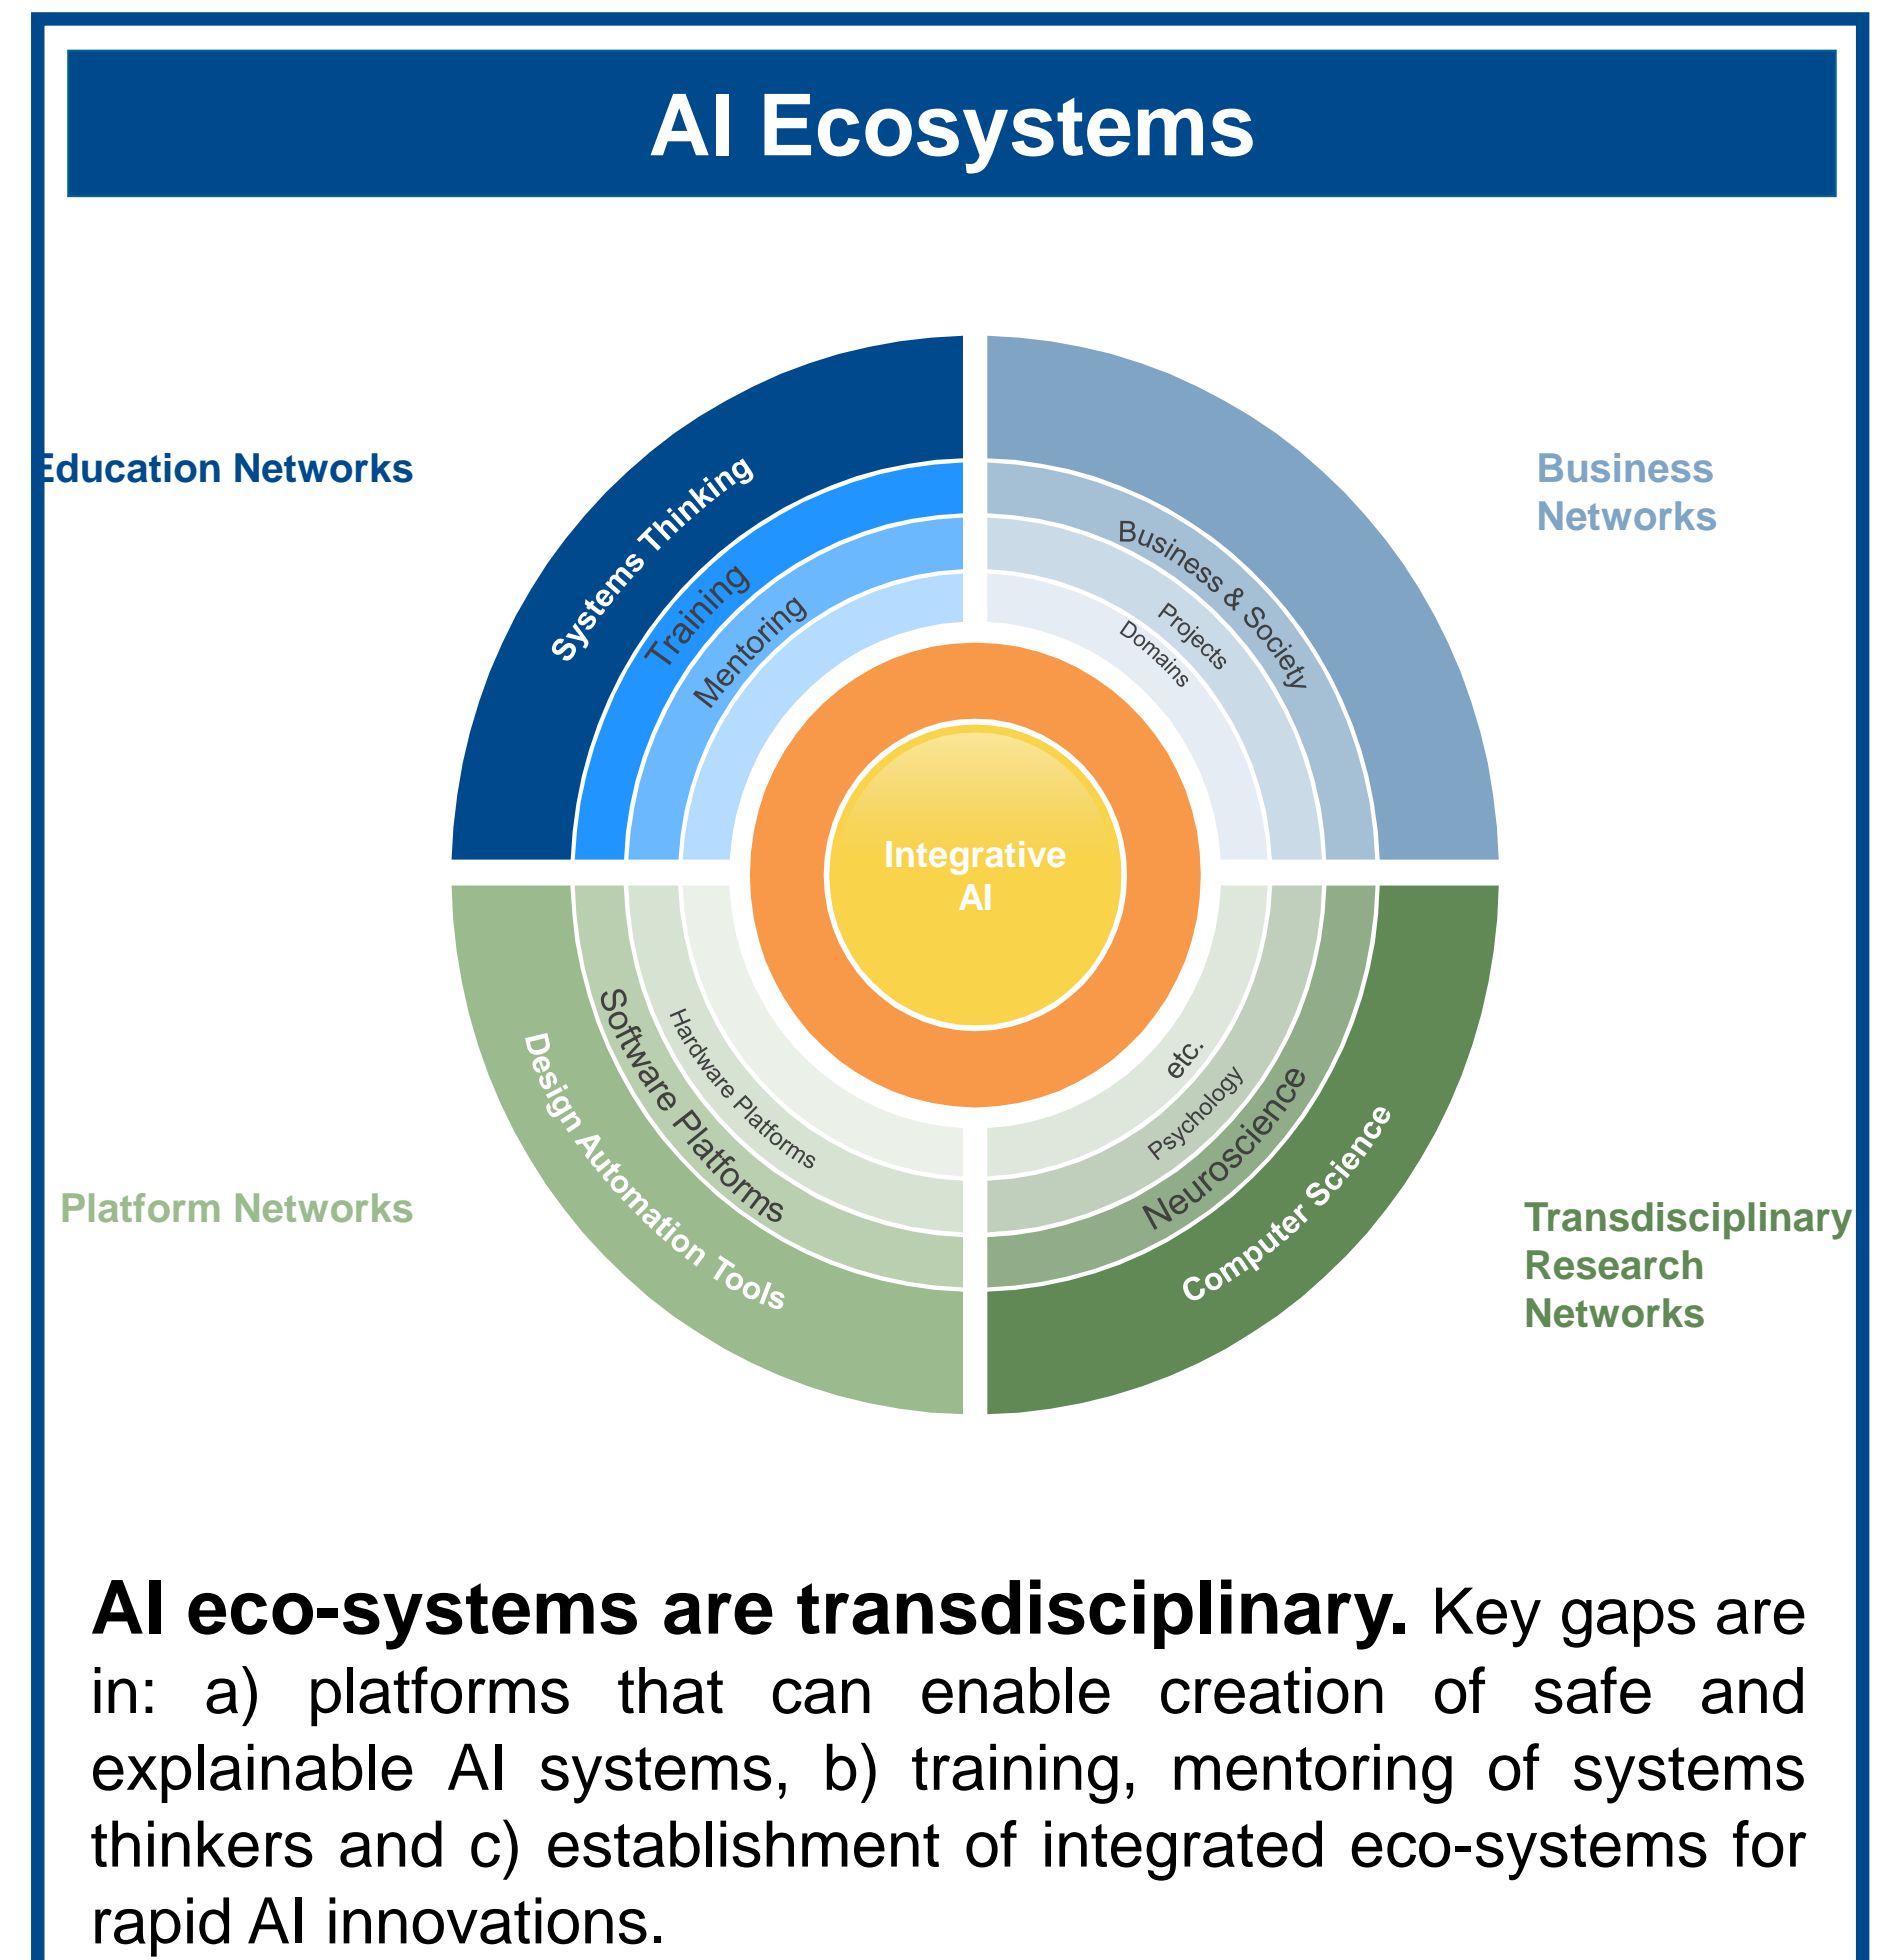 AI Ecosystems
Education Networks
Business
Networks
Systems Thinking
Training
Mentoring
Business & Society
Projects
Domains
Integrative
AI
Design Automation Tools
Software Platforms
Hardware Platforms
etc.
Psychology
Neuroscience
Computer Science
Platform Networks
Transdisciplinary
Research
Networks
AI eco-systems are transdisciplinary. Key gaps are
in: a) platforms that can enable creation of safe and
explainable AI systems, b) training, mentoring of systems
thinkers and c) establishment of integrated eco-systems for
rapid AI innovations.